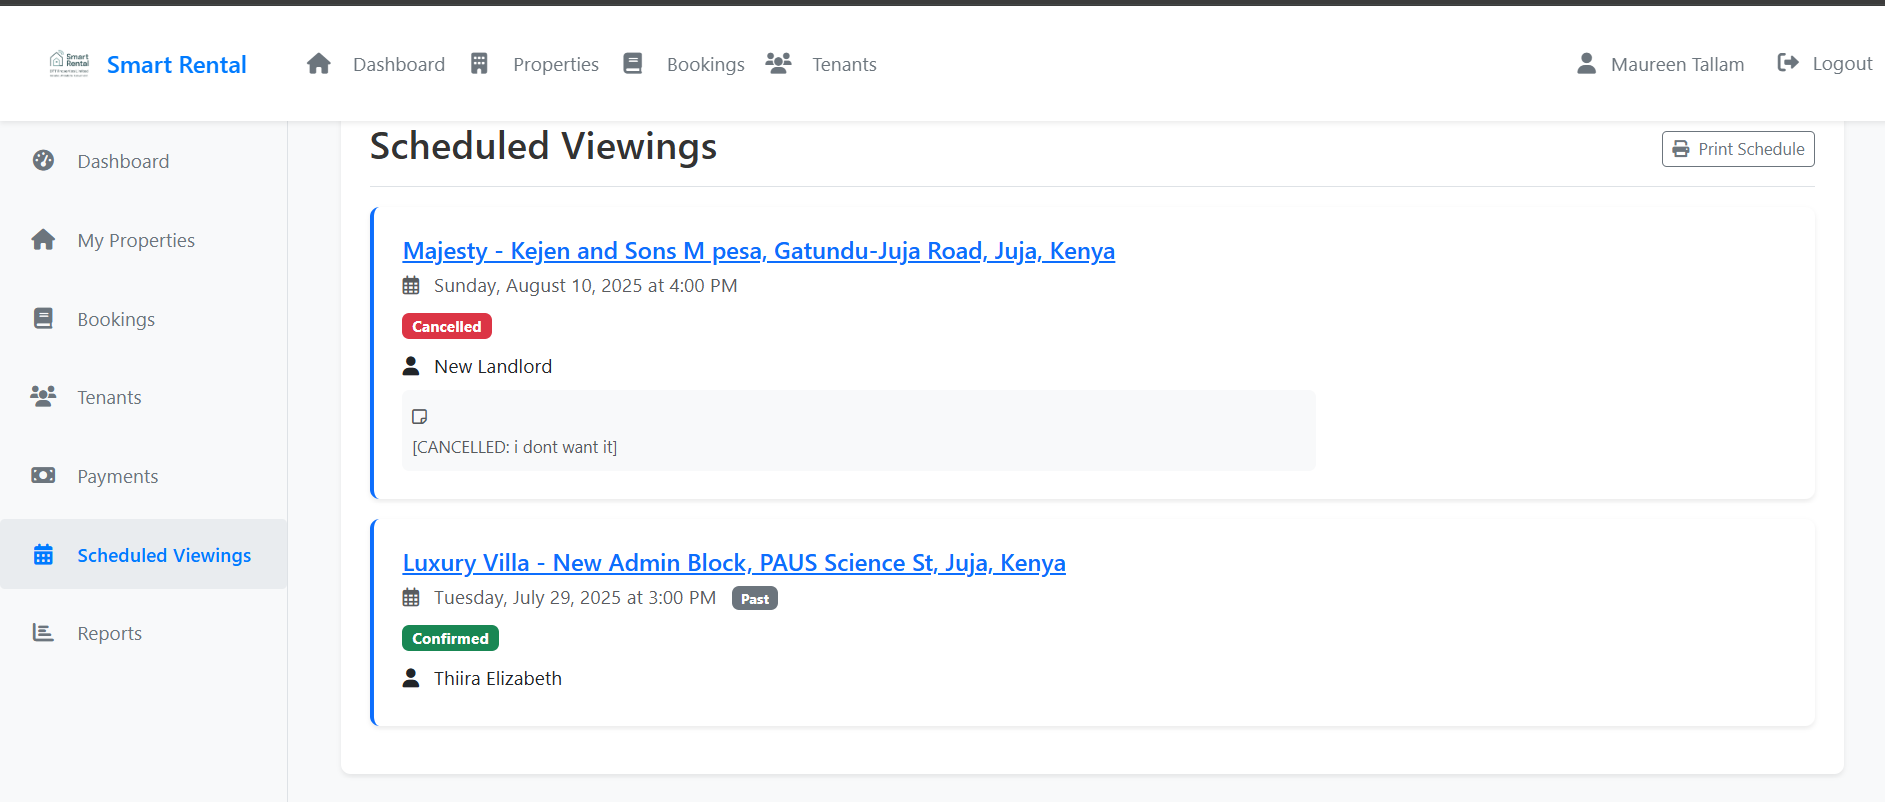 Smart
Rental
Smart Rental
Dashboard
Properties
Bookings
Tenants
Maureen Tallam
Logout
Dashboard
My Properties
Bookings
Tenants
Payments
Scheduled Viewings
Reports
Scheduled Viewings
Print Schedule
Majesty - Kejen and Sons M pesa, Gatundu-Juja Road, Juja, Kenya
Sunday, August 10, 2025 at 4:00 PM
Cancelled
New Landlord
[CANCELLED: i dont want it]
Luxury Villa - New Admin Block, PAUS Science St, Juja, Kenya
Tuesday, July 29, 2025 at 3:00 PM Past
Confirmed
Thiira Elizabeth